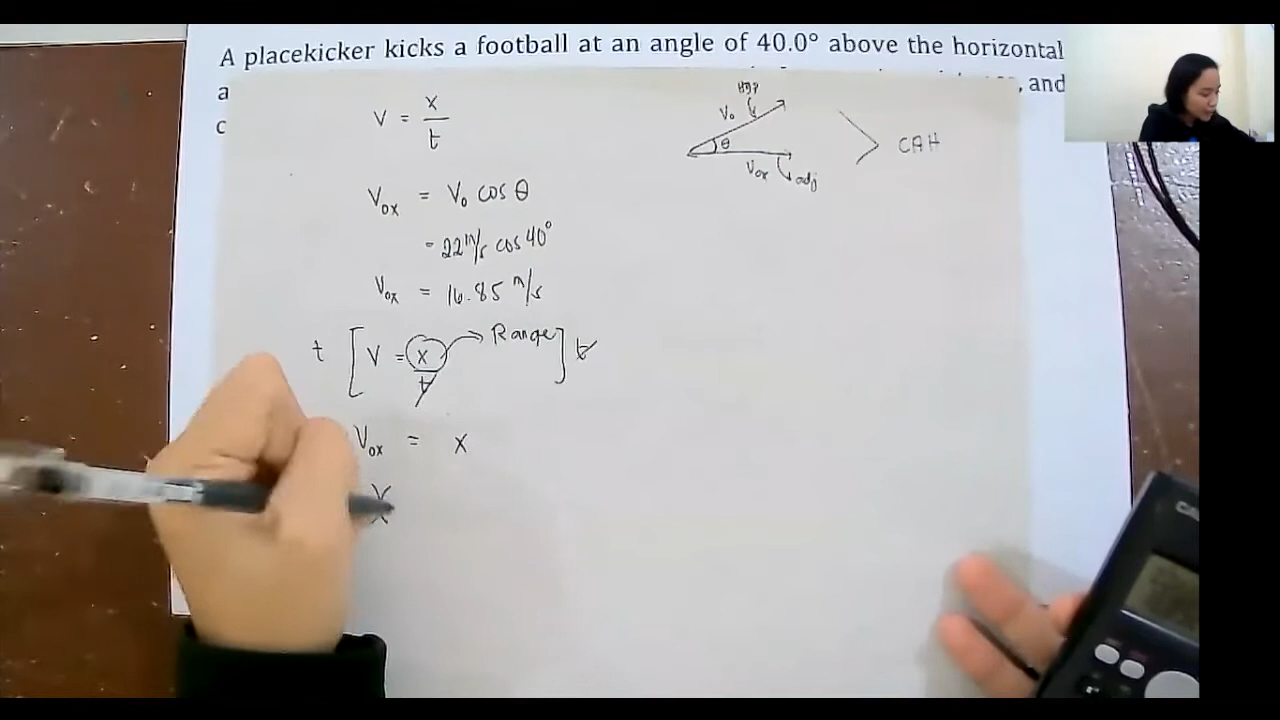 A placekicker kicks a football at an angle of 40.0° above the horizontal
a , and
c
V = x/t
Hyp
V₀
θ
V₀ₓ
adj
CAH
V₀ₓ = V₀ cos θ
= 22 m/s cos 40°
V₀ₓ = 16.85 m/s
t [ V = x/t → Range ] t
V₀ₓ = x
X
CA